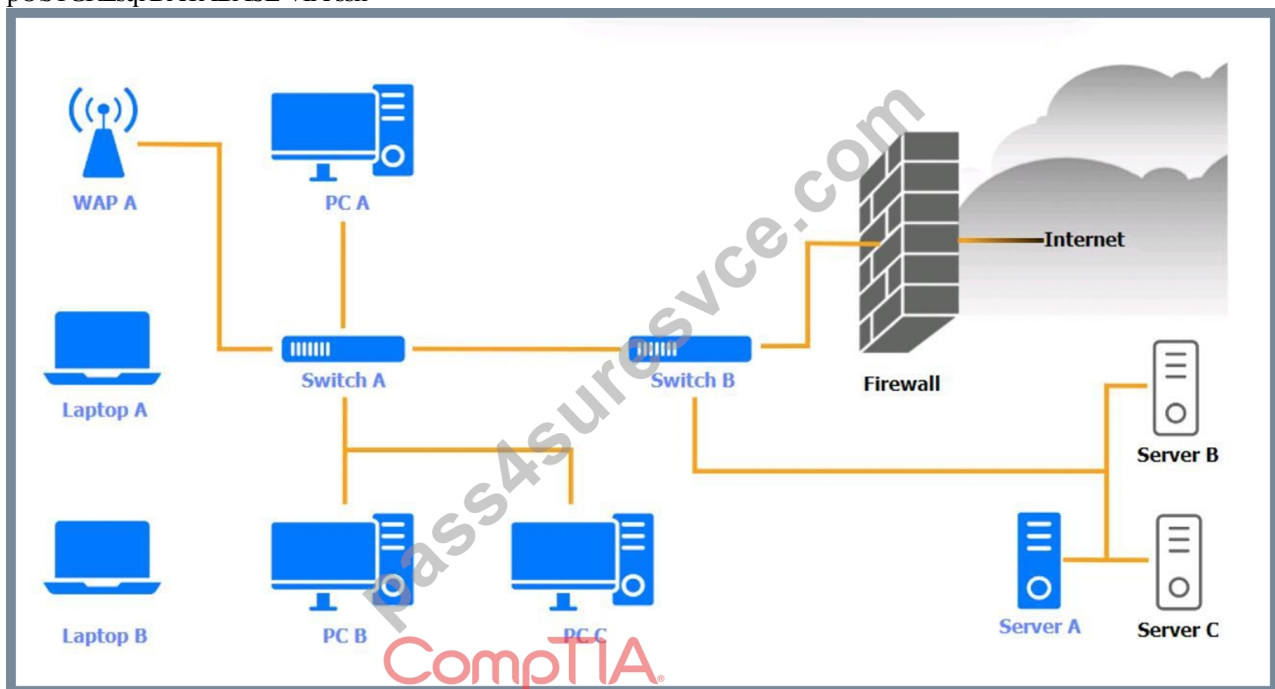 WAP A
PC A
Internet
Laptop A
Switch A
Switch B
Firewall
Server B
Laptop B
PC B
PC C
Server A
Server C
pass4suresvce.com
CompTIA